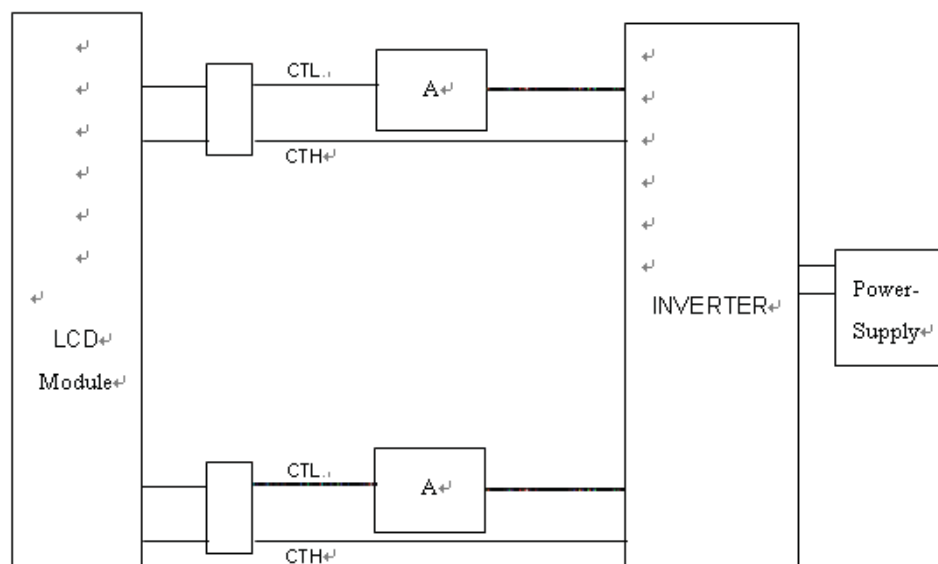 CTL
A
CTH
LCD
Module
INVERTER
Power-
Supply
CTL
A
CTH